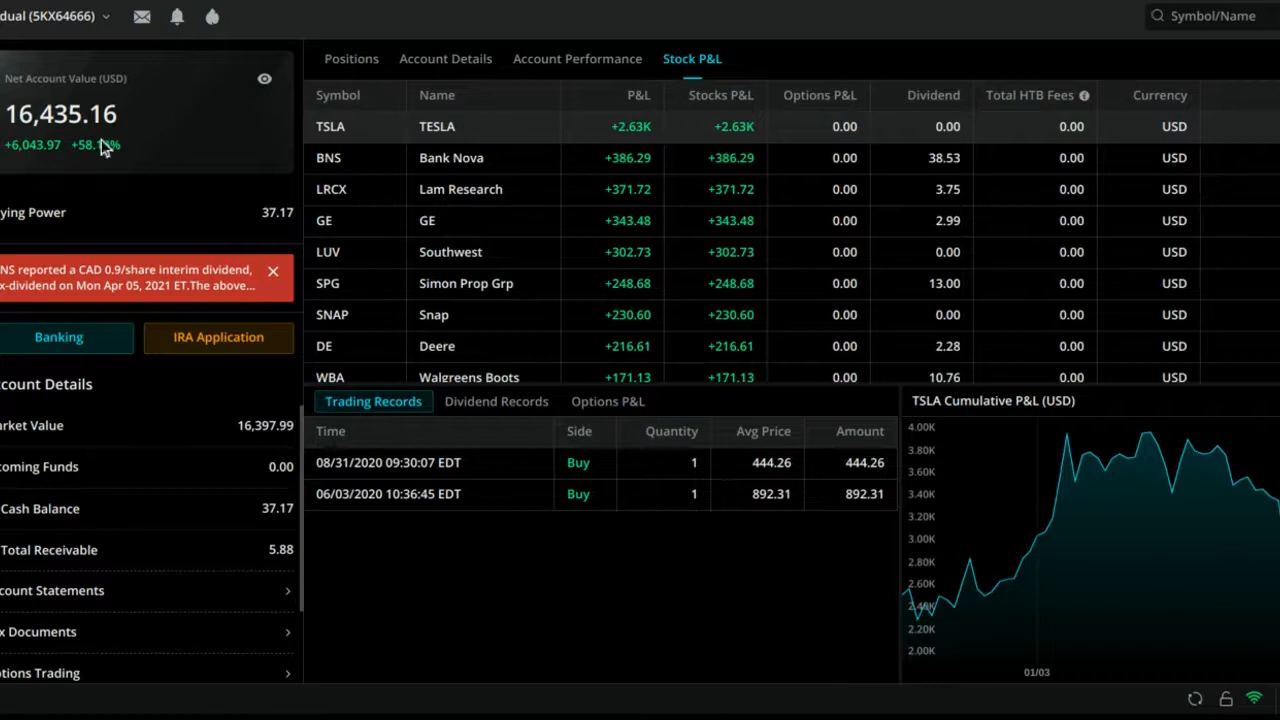 dual (5KX64666)
Symbol/Name
Net Account Value (USD)
16,435.16
+6,043.97
ying Power 37.17
NS reported a CAD 0.9/share interim dividend,
x-dividend on Mon Apr 05, 2021 ET.The above...
Banking IRA Application
count Details
arket Value 16,397.99
coming Funds 0.00
Cash Balance 37.17
Total Receivable 5.88
count Statements
x Documents
tions Trading
Positions Account Details Account Performance Stock P&L
Symbol Name P&L Stocks P&L Options P&L Dividend Total HTB Fees Currency
TSLA TESLA +2.63K +2.63K 0.00 0.00 0.00 USD
BNS Bank Nova +386.29 +386.29 0.00 38.53 0.00 USD
LRCX Lam Research +371.72 +371.72 0.00 3.75 0.00 USD
GE GE +343.48 +343.48 0.00 2.99 0.00 USD
LUV Southwest +302.73 +302.73 0.00 0.00 0.00 USD
SPG Simon Prop Grp +248.68 +248.68 0.00 13.00 0.00 USD
SNAP Snap +230.60 +230.60 0.00 0.00 0.00 USD
DE Deere +216.61 +216.61 0.00 2.28 0.00 USD
WBA Walgreens Boots +171.13 +171.13 0.00 10.76 0.00 USD
Trading Records Dividend Records Options P&L
Time Side Quantity Avg Price Amount
08/31/2020 09:30:07 EDT Buy 1 444.26 444.26
06/03/2020 10:36:45 EDT Buy 1 892.31 892.31
TSLA Cumulative P&L (USD)
4.00K
3.80K
3.60K
3.40K
3.20K
3.00K
2.80K
2.60K
2.40K
2.20K
2.00K
01/03